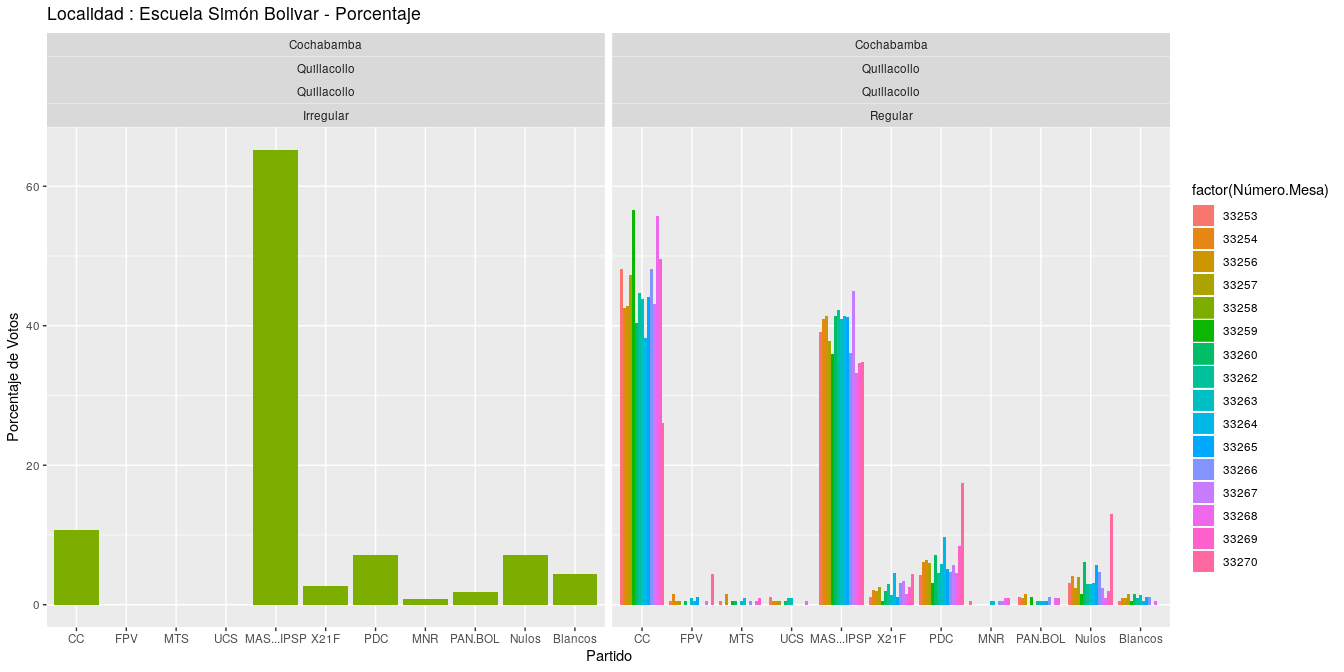 Localidad : Escuela Simón Bolivar - Porcentaje
Cochabamba
Quillacollo
Quillacollo
Irregular
Cochabamba
Quillacollo
Quillacollo
Regular
Porcentaje de Votos
60
40
20
0
CC FPV MTS UCS MAS...IPSP X21F PDC MNR PAN.BOL Nulos Blancos
CC FPV MTS UCS MAS...IPSP X21F PDC MNR PAN.BOL Nulos Blancos
Partido
factor(Número.Mesa)
33253
33254
33256
33257
33258
33259
33260
33262
33263
33264
33265
33266
33267
33268
33269
33270